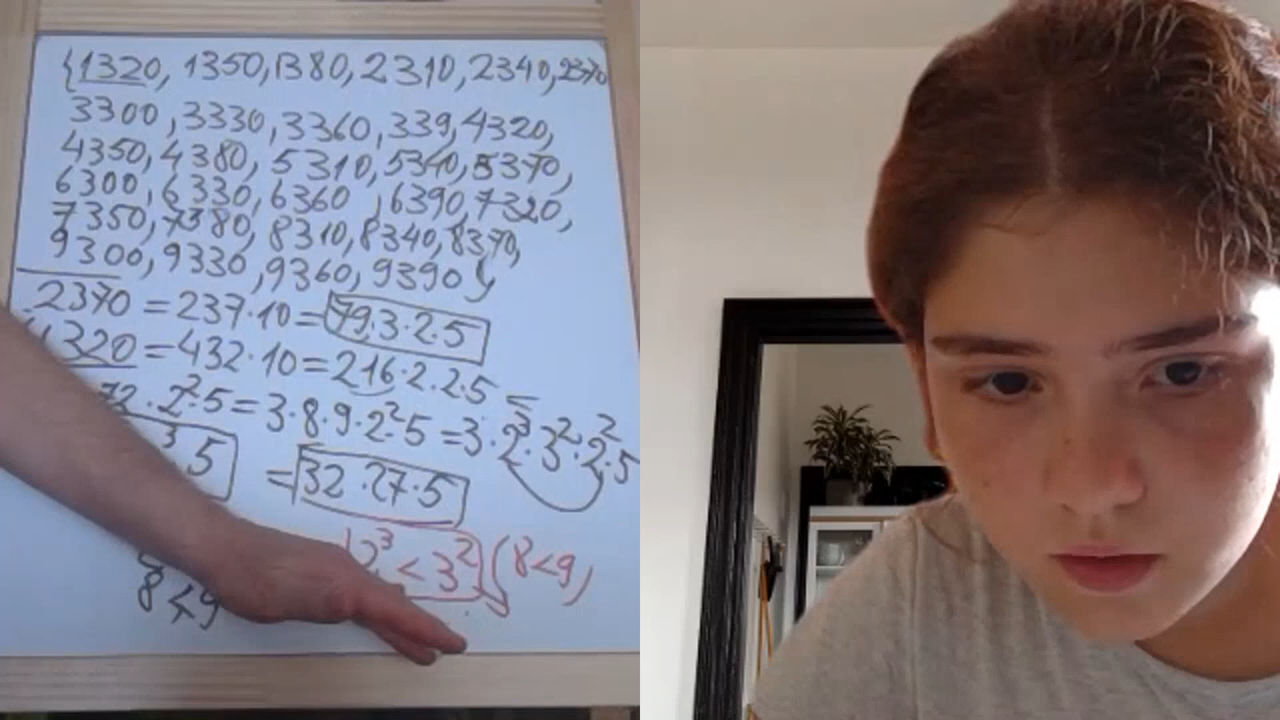 {1320, 1350, 1380, 2310, 2340, 2370
3300, 3330, 3360, 339, 4320,
4350, 4380, 5310, 5340, 5370,
6300, 6330, 6360, 6390, 7320,
7350, 7380, 8310, 8340, 8370,
9300, 9330, 9360, 9390}
2370 = 237·10 = 79·3·2·5
4320 = 432·10 = 216·2·2·5 =
72·2²·5 = 3·8·9·2²·5 = 3·2³·3²·2²·5
³·5 = 32·27·5
2³ < 3² (8<9)
8<9